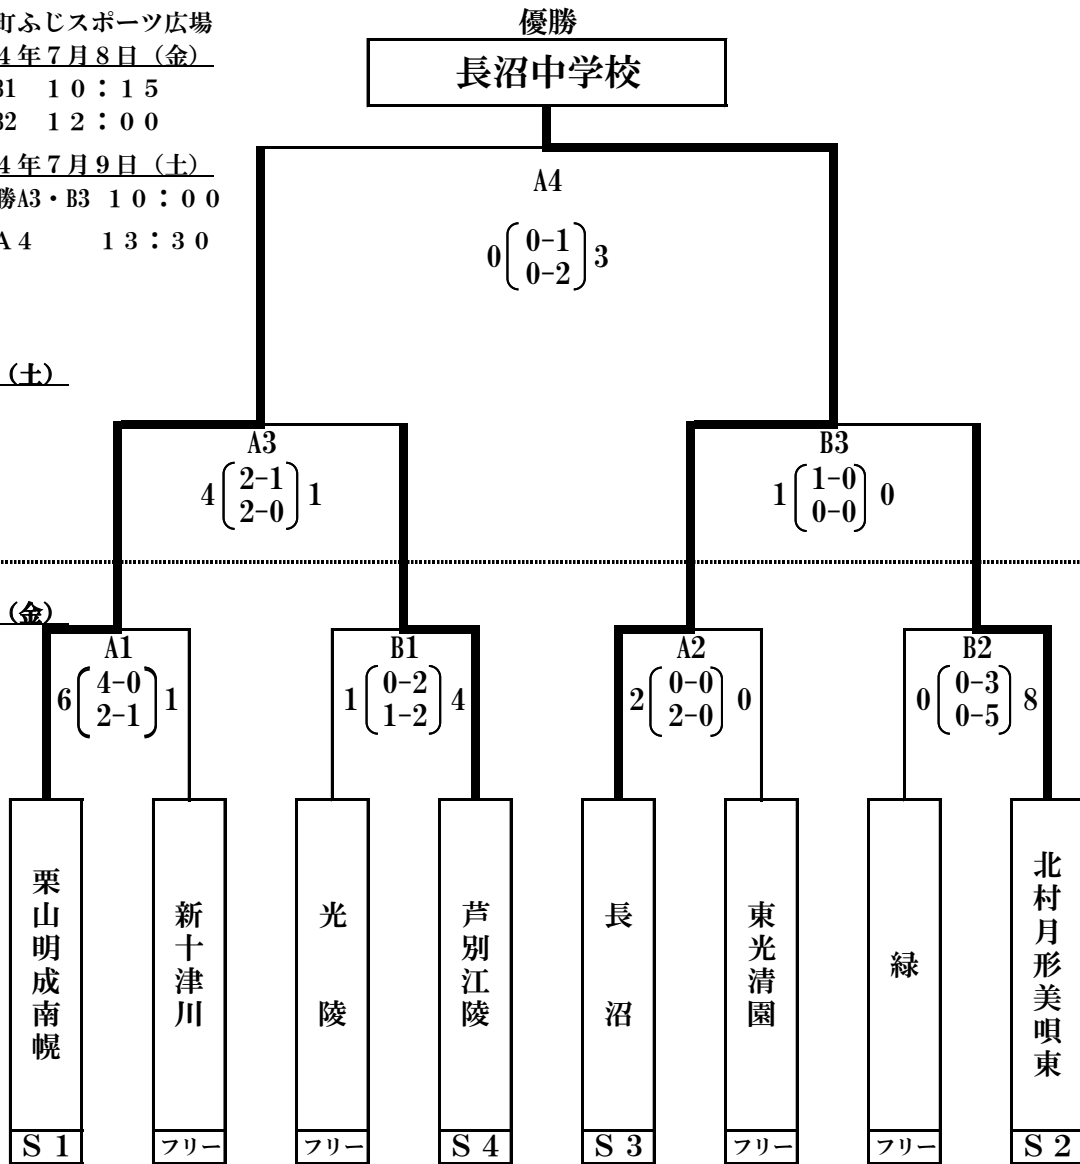 優勝
長沼中学校
町ふじスポーツ広場
4年7月8日（金）
B1　10：15
B2　12：00
4年7月9日（土）
勝A3・B3 10：00
A4　13：30
A4
0 0-1 3
0-2
（土）
A3
4 2-1 1
2-0
B3
1 1-0 0
0-0
（金）
A1
6 4-0 1
2-1
B1
1 0-2 4
1-2
A2
2 0-0 0
2-0
B2
0 0-3 8
0-5
栗山明成南幌
新十津川
光陵
芦別江陵
長沼
東光清園
緑
北村月形美唄東
S1
フリー
フリー
S4
S3
フリー
フリー
S2